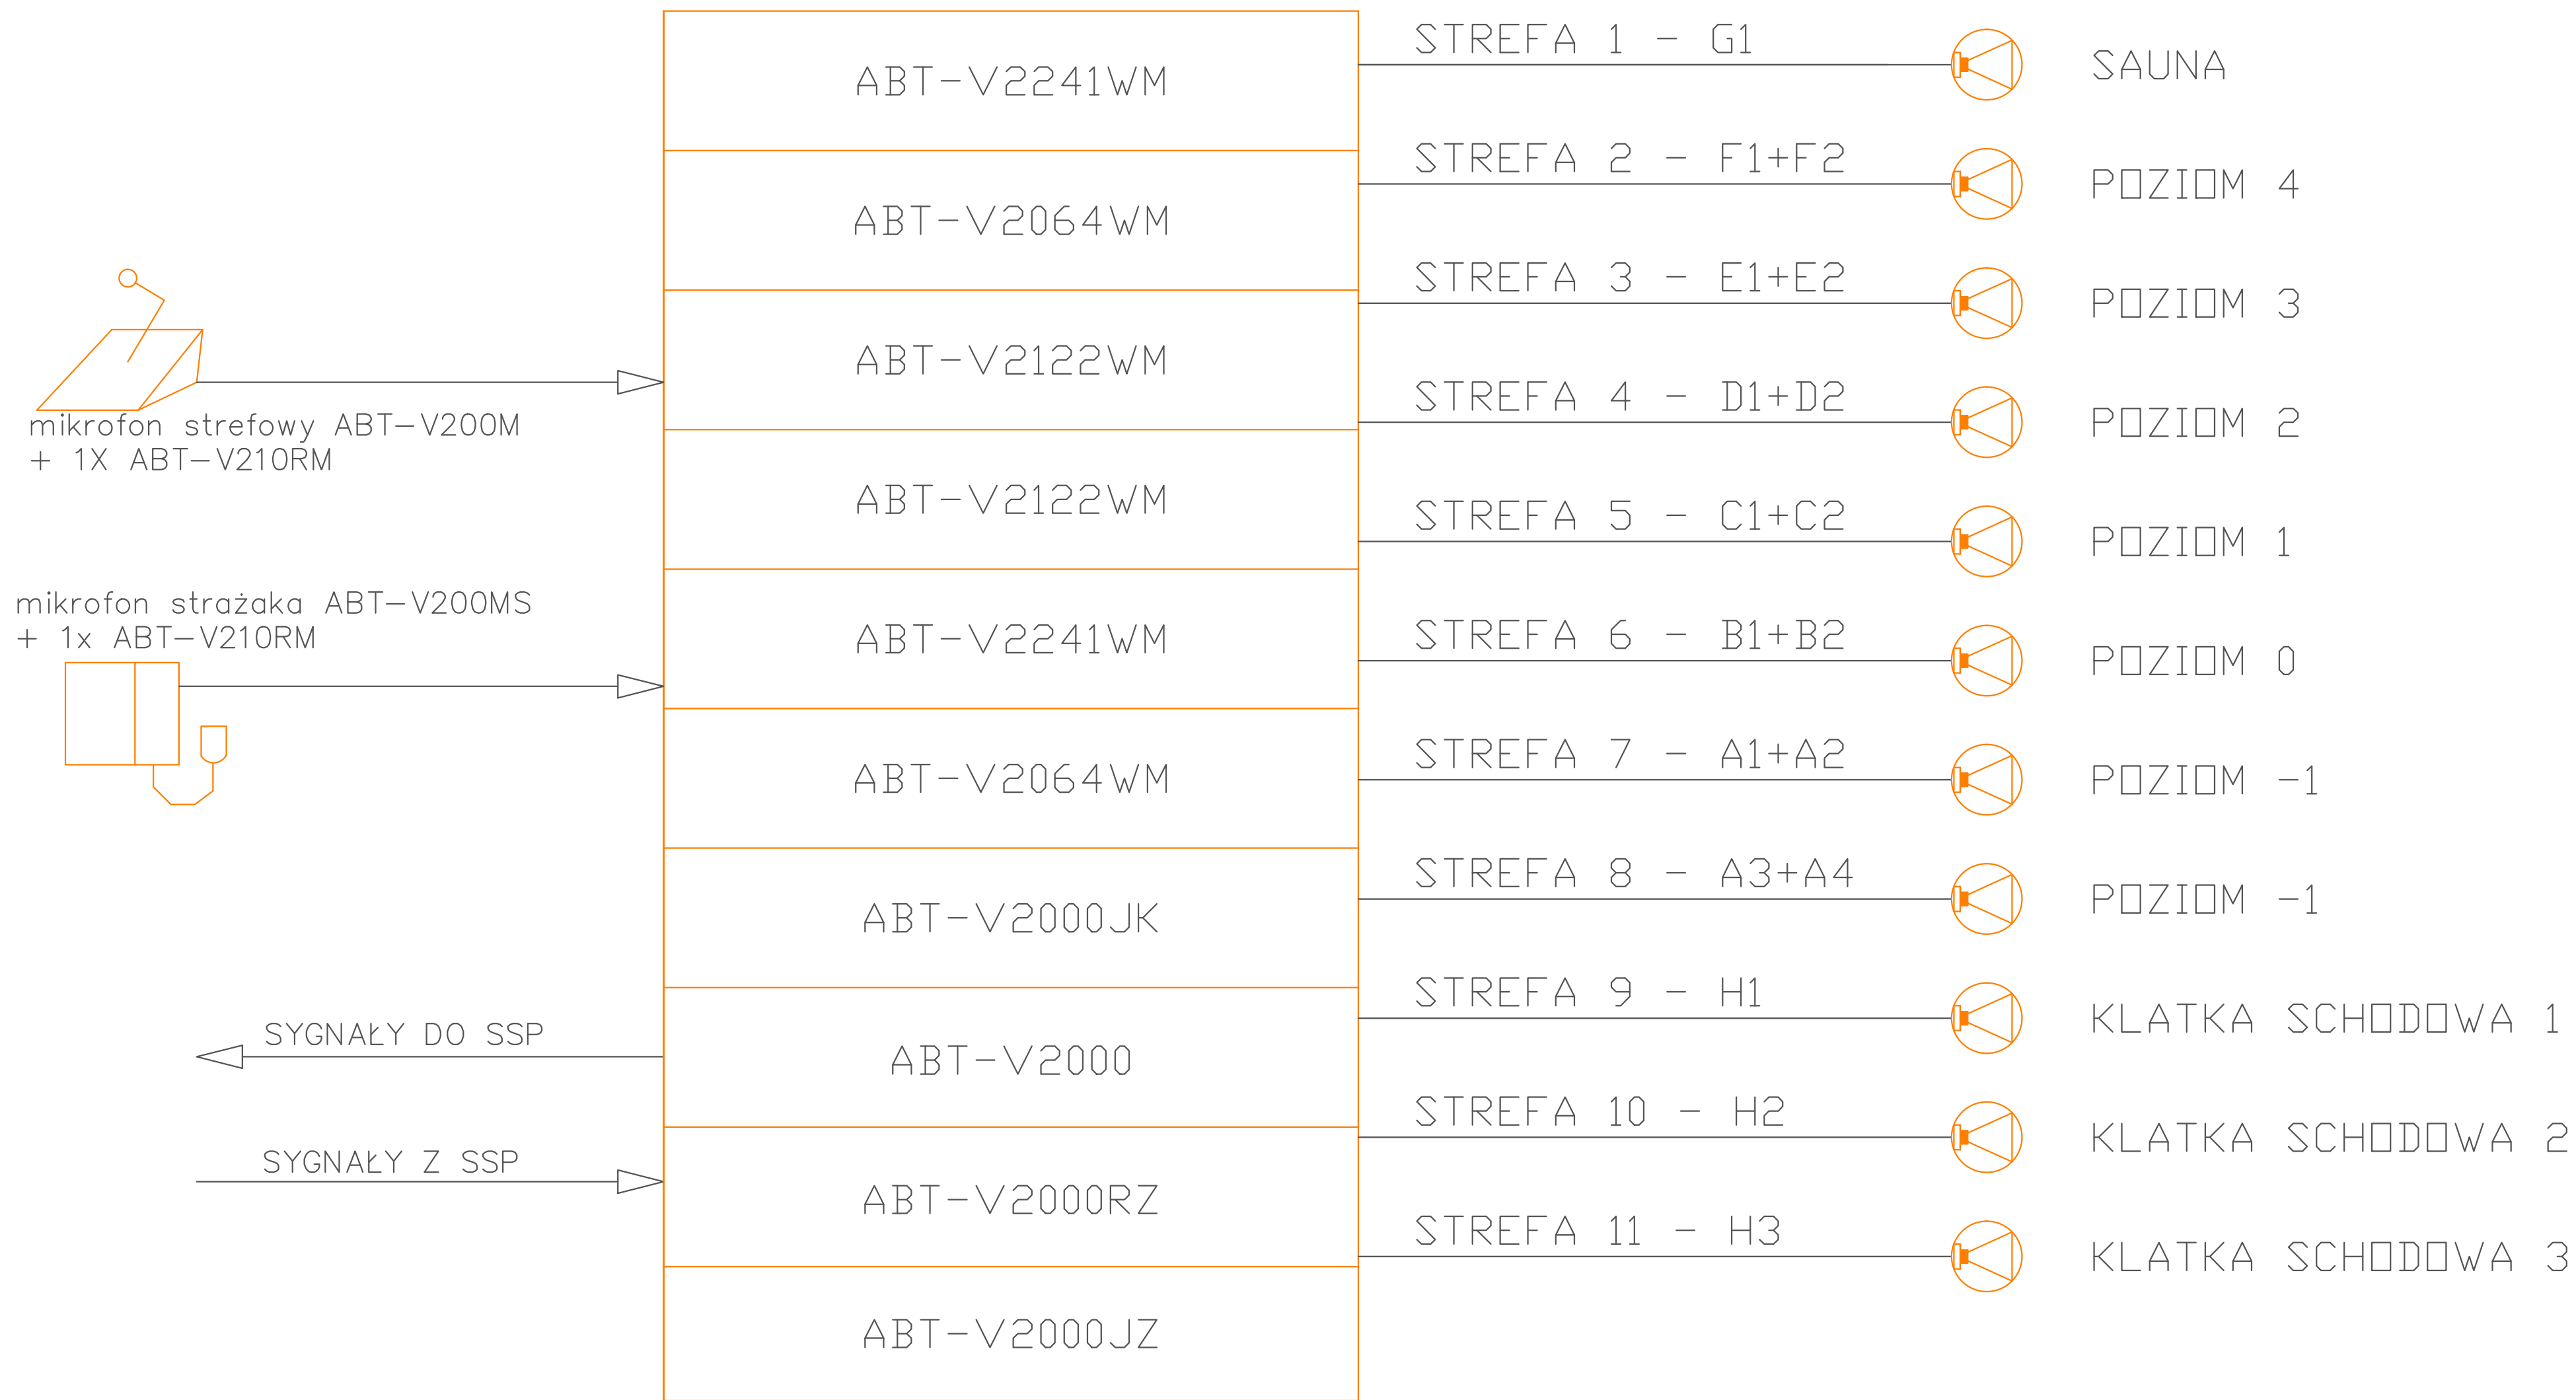 mikrofon strefowy ABT-V200M
+ 1X ABT-V210RM
mikrofon strażaka ABT-V200MS
+ 1x ABT-V210RM
SYGNAŁY DO SSP
SYGNAŁY Z SSP
ABT-V2241WM
ABT-V2064WM
ABT-V2122WM
ABT-V2122WM
ABT-V2241WM
ABT-V2064WM
ABT-V2000JK
ABT-V2000
ABT-V2000RZ
ABT-V2000JZ
STREFA 1 - G1 SAUNA
STREFA 2 - F1+F2 POZIOM 4
STREFA 3 - E1+E2 POZIOM 3
STREFA 4 - D1+D2 POZIOM 2
STREFA 5 - C1+C2 POZIOM 1
STREFA 6 - B1+B2 POZIOM 0
STREFA 7 - A1+A2 POZIOM -1
STREFA 8 - A3+A4 POZIOM -1
STREFA 9 - H1 KLATKA SCHODOWA 1
STREFA 10 - H2 KLATKA SCHODOWA 2
STREFA 11 - H3 KLATKA SCHODOWA 3